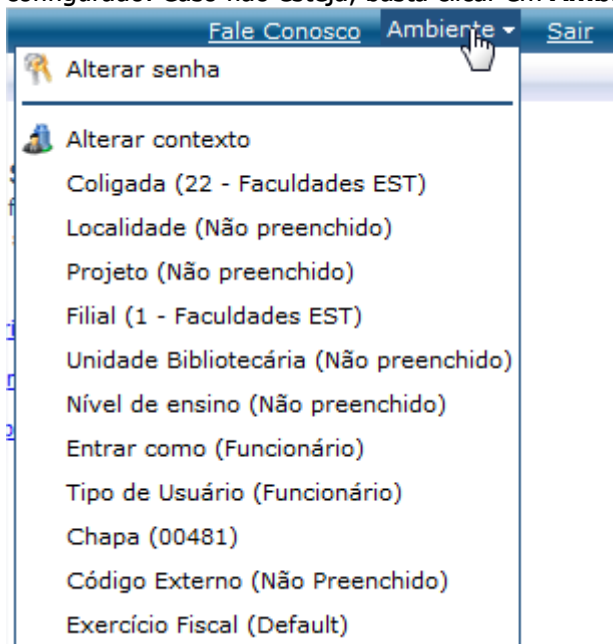 Fale Conosco Ambiente Sair
Alterar senha
Alterar contexto
Coligada (22 - Faculdades EST)
Localidade (Não preenchido)
Projeto (Não preenchido)
Filial (1 - Faculdades EST)
Unidade Bibliotecária (Não preenchido)
Nível de ensino (Não preenchido)
Entrar como (Funcionário)
Tipo de Usuário (Funcionário)
Chapa (00481)
Código Externo (Não Preenchido)
Exercício Fiscal (Default)